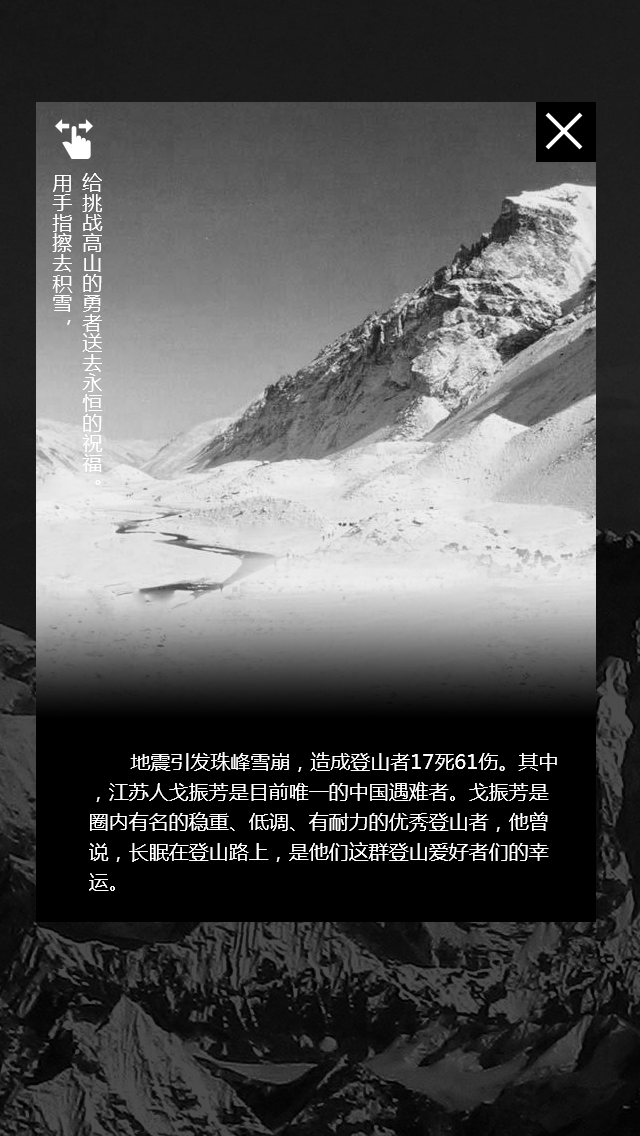 用手指擦去积雪，
给挑战高山的勇者送去永恒的祝福。
地震引发珠峰雪崩，造成登山者17死61伤。其中
，江苏人戈振芳是目前唯一的中国遇难者。戈振芳是
圈内有名的稳重、低调、有耐力的优秀登山者，他曾
说，长眠在登山路上，是他们这群登山爱好者们的幸
运。